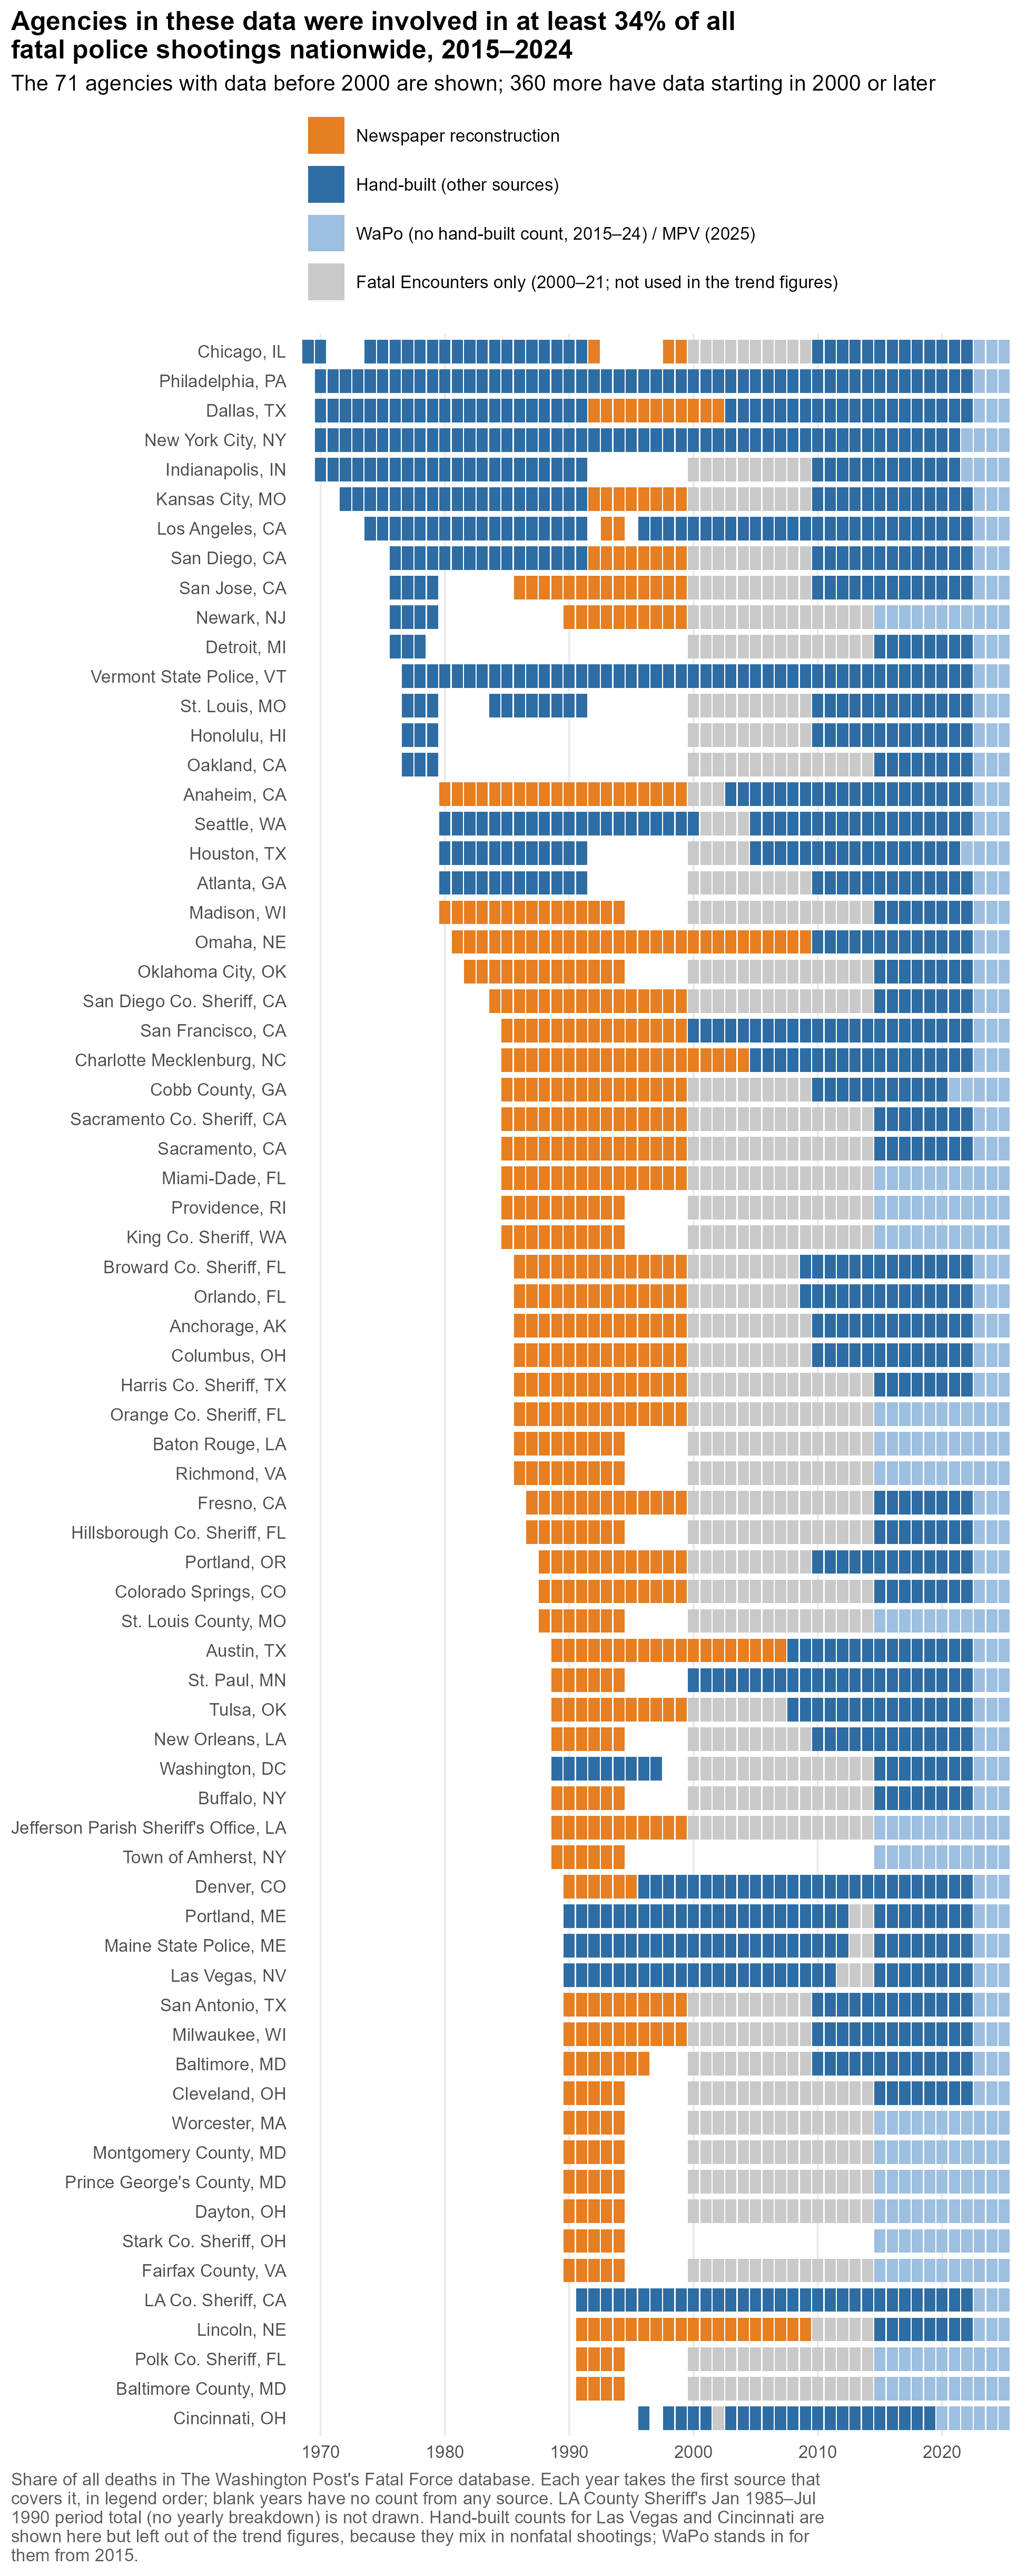 Agencies in these data were involved in at least 34% of all
fatal police shootings nationwide, 2015–2024
The 71 agencies with data before 2000 are shown; 360 more have data starting in 2000 or later
Newspaper reconstruction
Hand-built (other sources)
WaPo (no hand-built count, 2015–24) / MPV (2025)
Fatal Encounters only (2000–21; not used in the trend figures)
Chicago, IL
Philadelphia, PA
Dallas, TX
New York City, NY
Indianapolis, IN
Kansas City, MO
Los Angeles, CA
San Diego, CA
San Jose, CA
Newark, NJ
Detroit, MI
Vermont State Police, VT
St. Louis, MO
Honolulu, HI
Oakland, CA
Anaheim, CA
Seattle, WA
Houston, TX
Atlanta, GA
Madison, WI
Omaha, NE
Oklahoma City, OK
San Diego Co. Sheriff, CA
San Francisco, CA
Charlotte Mecklenburg, NC
Cobb County, GA
Sacramento Co. Sheriff, CA
Sacramento, CA
Miami-Dade, FL
Providence, RI
King Co. Sheriff, WA
Broward Co. Sheriff, FL
Orlando, FL
Anchorage, AK
Columbus, OH
Harris Co. Sheriff, TX
Orange Co. Sheriff, FL
Baton Rouge, LA
Richmond, VA
Fresno, CA
Hillsborough Co. Sheriff, FL
Portland, OR
Colorado Springs, CO
St. Louis County, MO
Austin, TX
St. Paul, MN
Tulsa, OK
New Orleans, LA
Washington, DC
Buffalo, NY
Jefferson Parish Sheriff's Office, LA
Town of Amherst, NY
Denver, CO
Portland, ME
Maine State Police, ME
Las Vegas, NV
San Antonio, TX
Milwaukee, WI
Baltimore, MD
Cleveland, OH
Worcester, MA
Montgomery County, MD
Prince George's County, MD
Dayton, OH
Stark Co. Sheriff, OH
Fairfax County, VA
LA Co. Sheriff, CA
Lincoln, NE
Polk Co. Sheriff, FL
Baltimore County, MD
Cincinnati, OH
1970 1980 1990 2000 2010 2020
Share of all deaths in The Washington Post's Fatal Force database. Each year takes the first source that
covers it, in legend order; blank years have no count from any source. LA County Sheriff's Jan 1985–Jul
1990 period total (no yearly breakdown) is not drawn. Hand-built counts for Las Vegas and Cincinnati are
shown here but left out of the trend figures, because they mix in nonfatal shootings; WaPo stands in for
them from 2015.